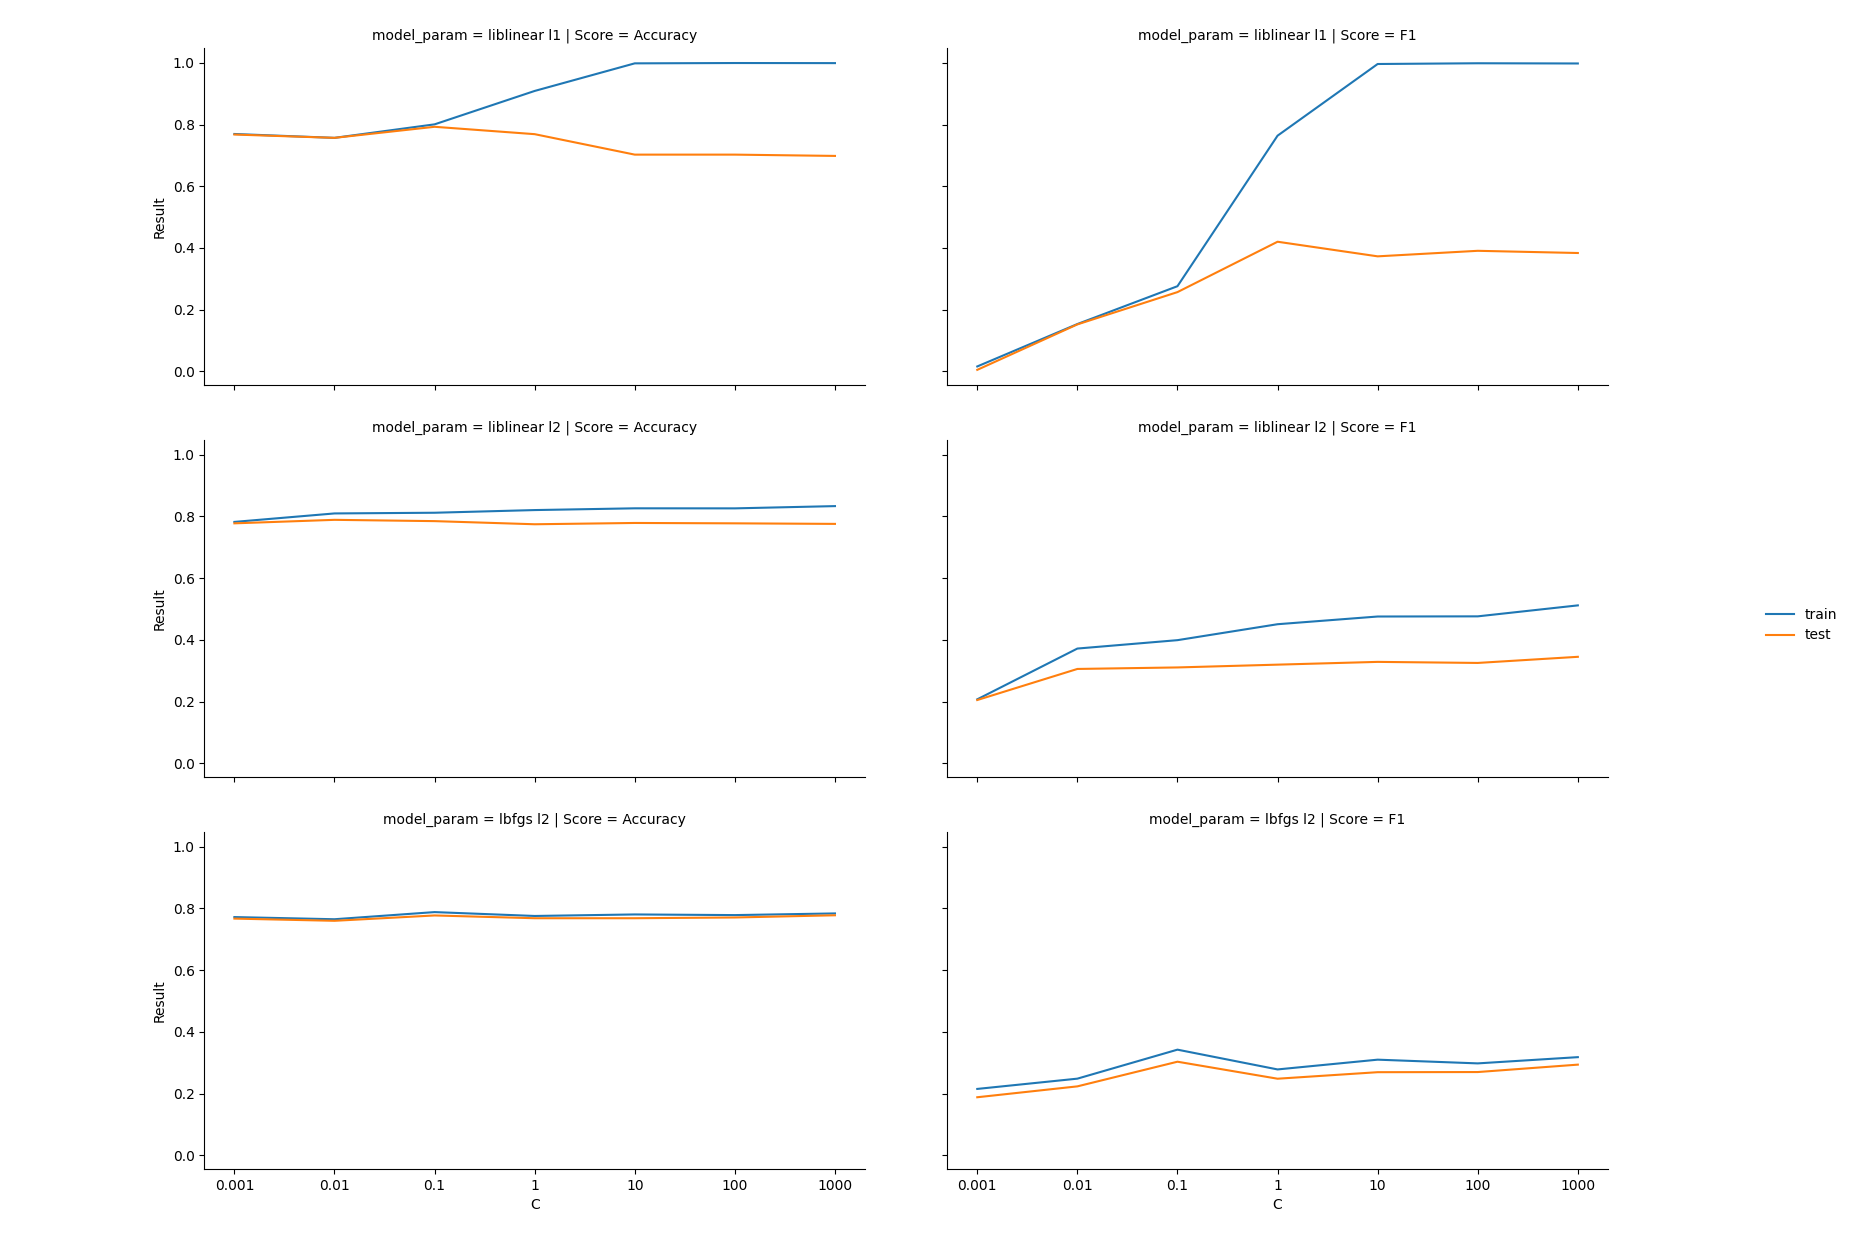 model_param = liblinear l1 | Score = Accuracy
model_param = liblinear l1 | Score = F1
1.0
0.8
0.6
0.4
0.2
0.0
Result
model_param = liblinear l2 | Score = Accuracy
model_param = liblinear l2 | Score = F1
1.0
0.8
0.6
0.4
0.2
0.0
Result
train
test
model_param = lbfgs l2 | Score = Accuracy
model_param = lbfgs l2 | Score = F1
1.0
0.8
0.6
0.4
0.2
0.0
Result
0.001 0.01 0.1 1 10 100 1000
C
0.001 0.01 0.1 1 10 100 1000
C